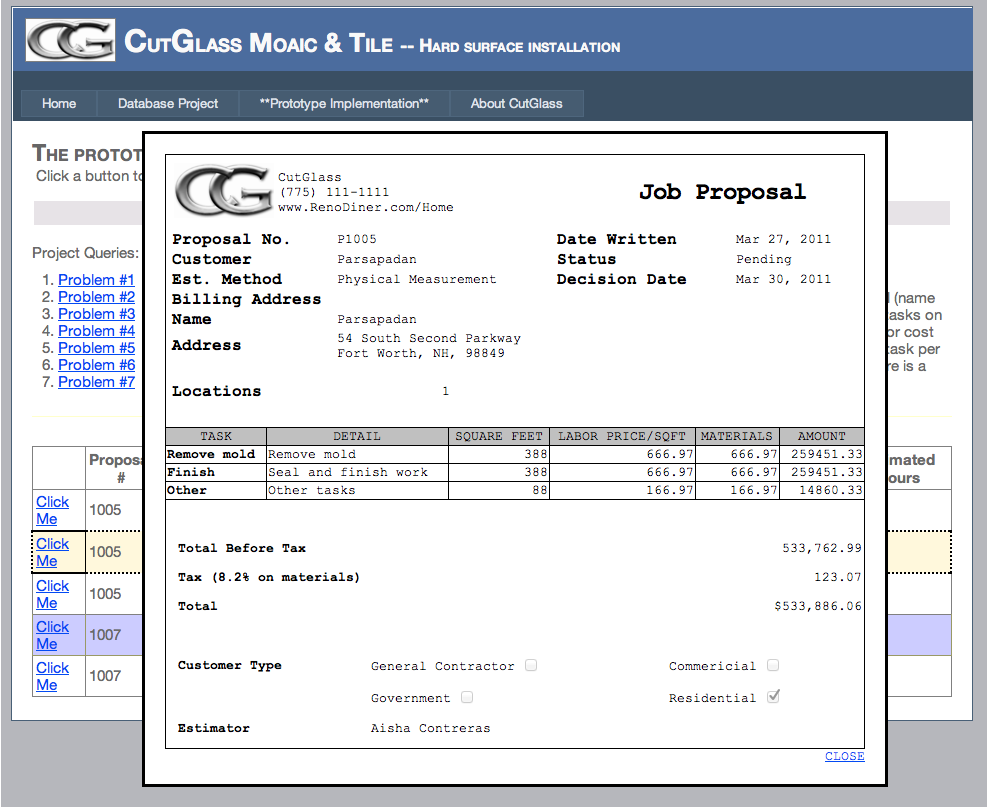 CG CutGlass Moaic & Tile -- Hard surface installation
Home Database Project **Prototype Implementation** About CutGlass
The protot
Click a button to
Project Queries:
1. Problem #1
2. Problem #2
3. Problem #3
4. Problem #4
5. Problem #5
6. Problem #6
7. Problem #7
(name
asks on
or cost
task per
re is a
Proposa
#
mated
ours
Click
Me
1005
Click
Me
1005
Click
Me
1005
Click
Me
1007
Click
Me
1007
CG
CutGlass
(775) 111-1111
www.RenoDiner.com/Home
Job Proposal
Proposal No. P1005 Date Written Mar 27, 2011
Customer Parsapadan Status Pending
Est. Method Physical Measurement Decision Date Mar 30, 2011
Billing Address
Name Parsapadan
Address 54 South Second Parkway
Fort Worth, NH, 98849
Locations 1
TASK DETAIL SQUARE FEET LABOR PRICE/SQFT MATERIALS AMOUNT
Remove mold Remove mold 388 666.97 666.97 259451.33
Finish Seal and finish work 388 666.97 666.97 259451.33
Other Other tasks 88 166.97 166.97 14860.33
Total Before Tax 533,762.99
Tax (8.2% on materials) 123.07
Total $533,886.06
Customer Type General Contractor Commericial
Government Residential
Estimator Aisha Contreras
CLOSE